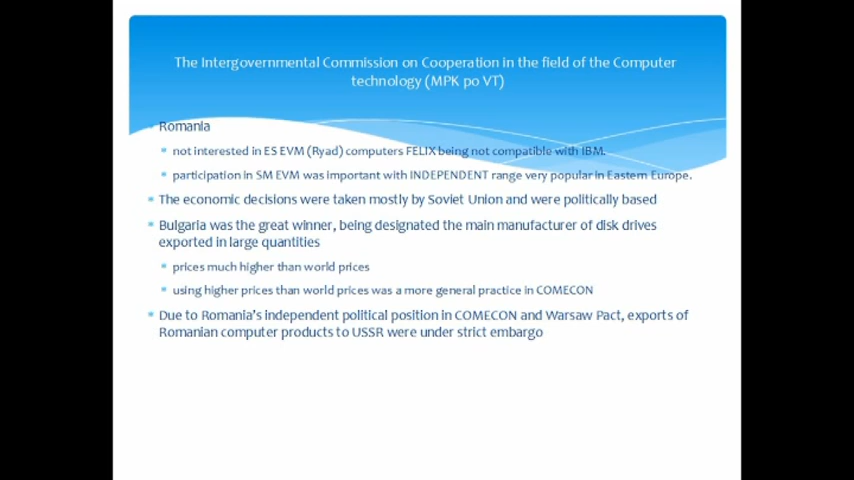 The Intergovernmental Commission on Cooperation in the field of the Computer
technology (MPK po VT)
Romania
not interested in ES EVM (Ryad) computers FELIX being not compatible with IBM.
participation in SM EVM was important with INDEPENDENT range very popular in Eastern Europe.
The economic decisions were taken mostly by Soviet Union and were politically based
Bulgaria was the great winner, being designated the main manufacturer of disk drives
exported in large quantities
prices much higher than world prices
using higher prices than world prices was a more general practice in COMECON
Due to Romania's independent political position in COMECON and Warsaw Pact, exports of
Romanian computer products to USSR were under strict embargo